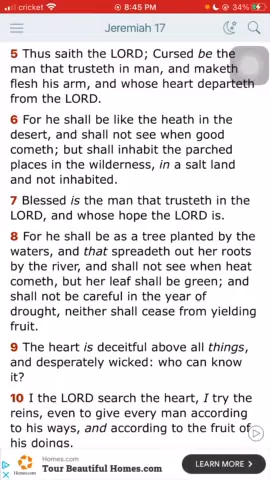 cricket 8:45 PM 34%
Jeremiah 17
5 Thus saith the LORD; Cursed be the
man that trusteth in man, and maketh
flesh his arm, and whose heart departeth
from the LORD.
6 For he shall be like the heath in the
desert, and shall not see when good
cometh; but shall inhabit the parched
places in the wilderness, in a salt land
and not inhabited.
7 Blessed is the man that trusteth in the
LORD, and whose hope the LORD is.
8 For he shall be as a tree planted by the
waters, and that spreadeth out her roots
by the river, and shall not see when heat
cometh, but her leaf shall be green; and
shall not be careful in the year of
drought, neither shall cease from yielding
fruit.
9 The heart is deceitful above all things,
and desperately wicked: who can know
it?
10 I the LORD search the heart, I try the
reins, even to give every man according
to his ways, and according to the fruit of
his doings.
Homes.com
Homes.com
Tour Beautiful Homes.com
LEARN MORE >